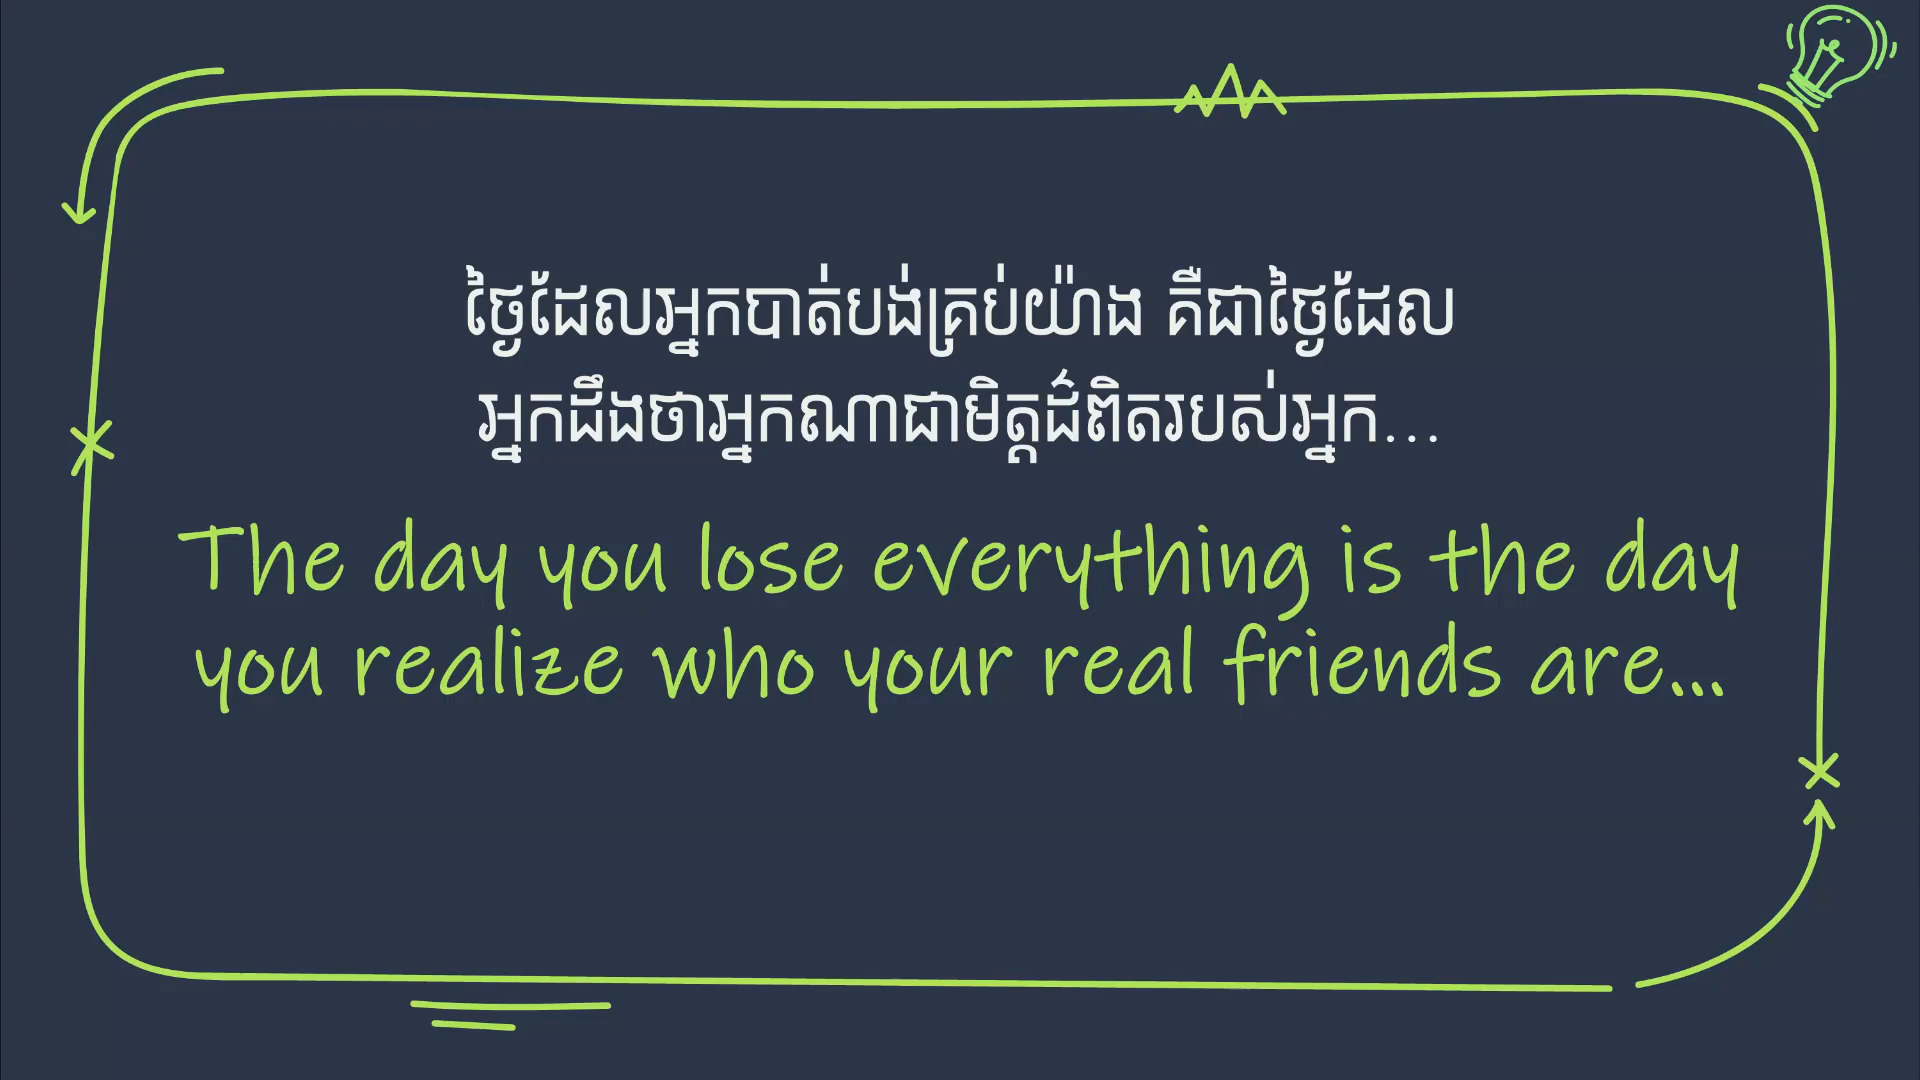 ថ្ងៃដែលអ្នកបាត់បង់គ្រប់យ៉ាង គឺជាថ្ងៃដែល
អ្នកដឹងថាអ្នកណាជាមិត្តដ៌ពិតរបស់អ្នក...
The day you lose everything is the day
you realize who your real friends are...